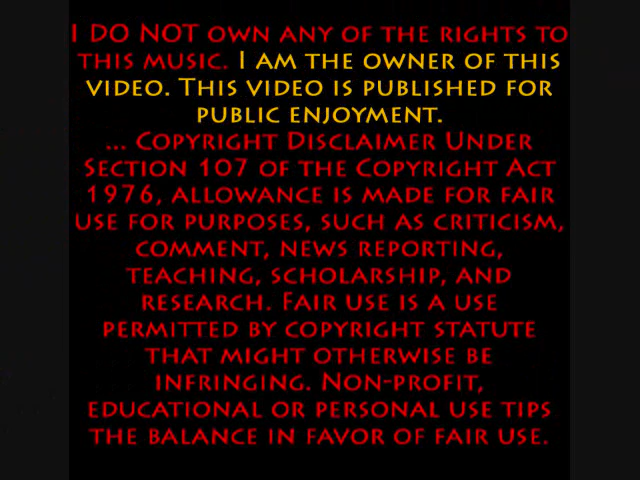 I DO NOT OWN ANY OF THE RIGHTS TO
THIS MUSIC. I AM THE OWNER OF THIS
VIDEO. THIS VIDEO IS PUBLISHED FOR
PUBLIC ENJOYMENT.
... COPYRIGHT DISCLAIMER UNDER
SECTION 107 OF THE COPYRIGHT ACT
1976, ALLOWANCE IS MADE FOR FAIR
USE FOR PURPOSES, SUCH AS CRITICISM,
COMMENT, NEWS REPORTING,
TEACHING, SCHOLARSHIP, AND
RESEARCH. FAIR USE IS A USE
PERMITTED BY COPYRIGHT STATUTE
THAT MIGHT OTHERWISE BE
INFRINGING. NON-PROFIT,
EDUCATIONAL OR PERSONAL USE TIPS
THE BALANCE IN FAVOR OF FAIR USE.